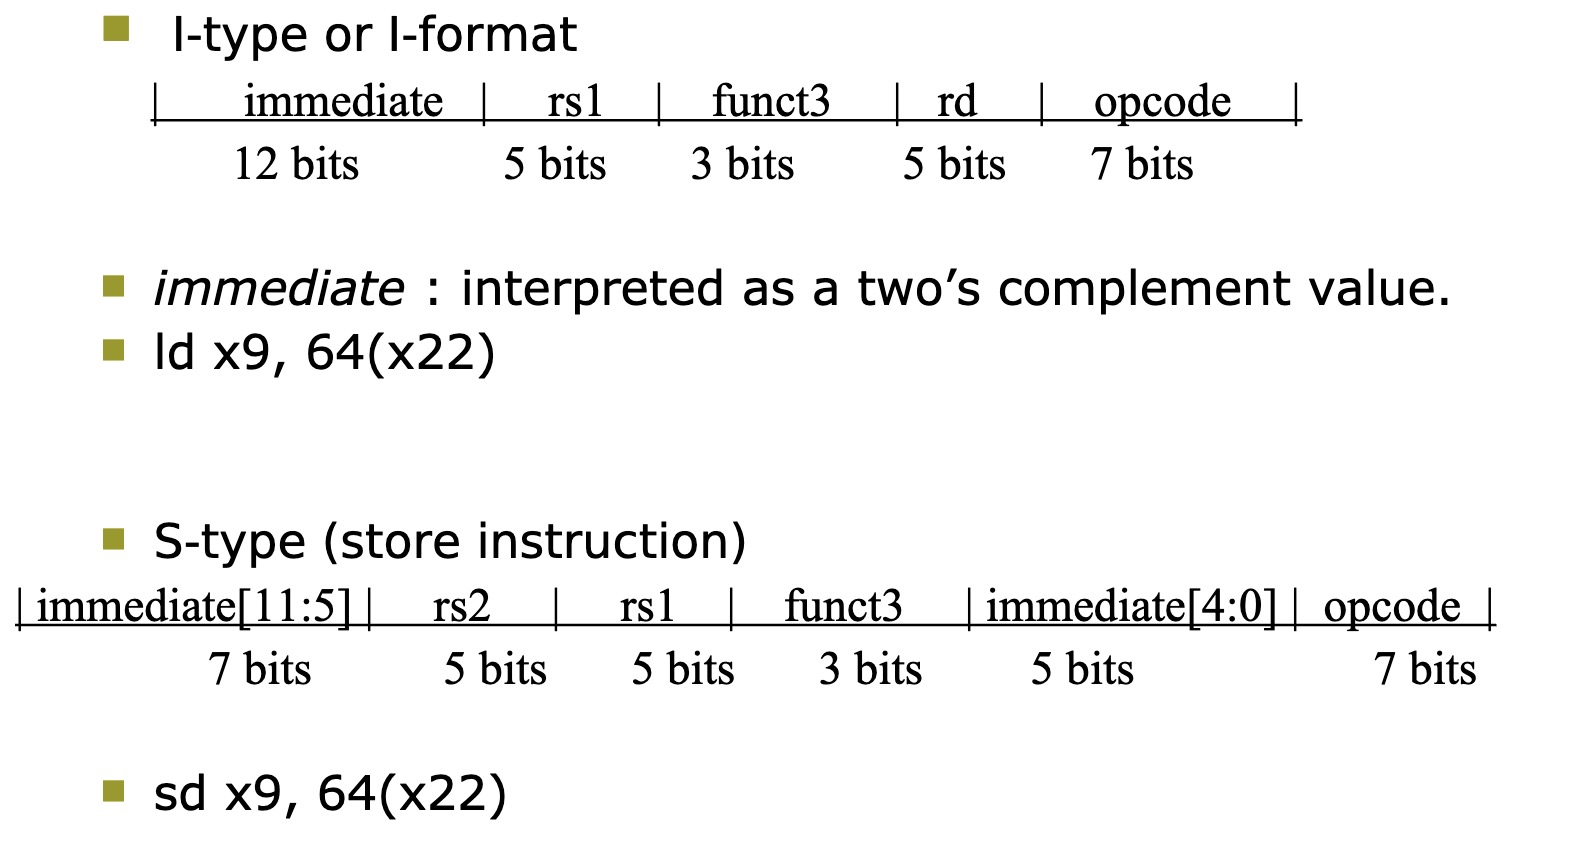 I-type or I-format
immediate rs1 funct3 rd opcode
12 bits 5 bits 3 bits 5 bits 7 bits
immediate : interpreted as a two’s complement value.
ld x9, 64(x22)
S-type (store instruction)
immediate[11:5] rs2 rs1 funct3 immediate[4:0] opcode
7 bits 5 bits 5 bits 3 bits 5 bits 7 bits
sd x9, 64(x22)